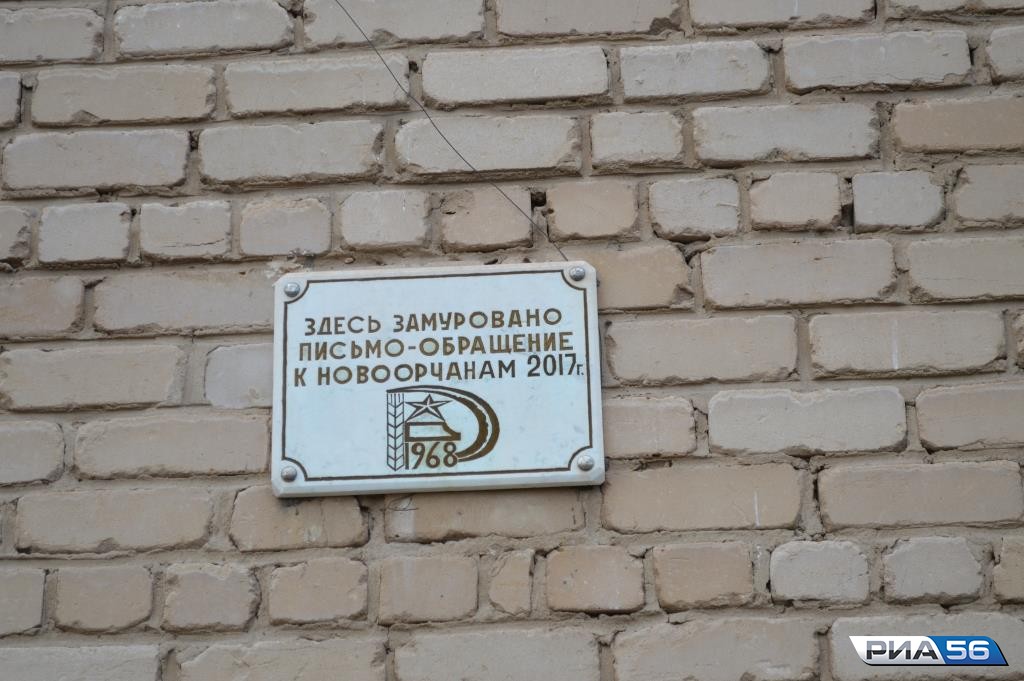 ЗДЕСЬ ЗАМУРОВАНО
ПИСЬМО-ОБРАЩЕНИЕ
К НОВООРЧАНАМ 2017г.
1968
РИА56